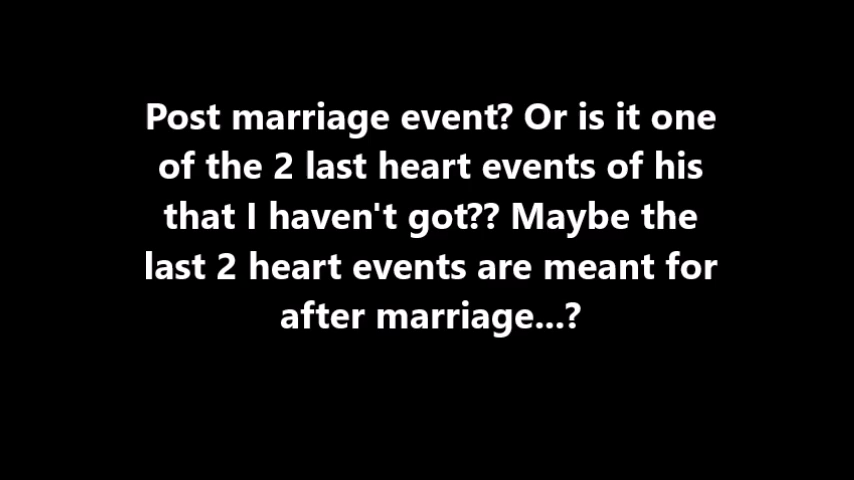 Post marriage event? Or is it one
of the 2 last heart events of his
that I haven't got?? Maybe the
last 2 heart events are meant for
after marriage...?